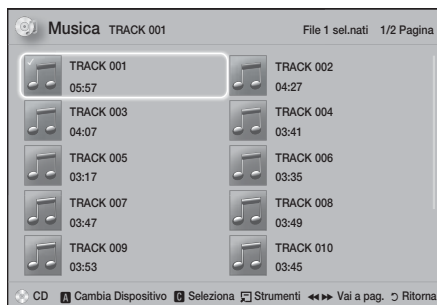 Musica TRACK 001 File 1 sel.nati 1/2 Pagina
TRACK 001 TRACK 002
05:57 04:27
TRACK 003 TRACK 004
04:07 03:41
TRACK 005 TRACK 006
03:17 03:35
TRACK 007 TRACK 008
03:47 03:49
TRACK 009 TRACK 010
03:53 03:45
CD A Cambia Dispositivo C Seleziona Strumenti Vai a pag. Ritorna